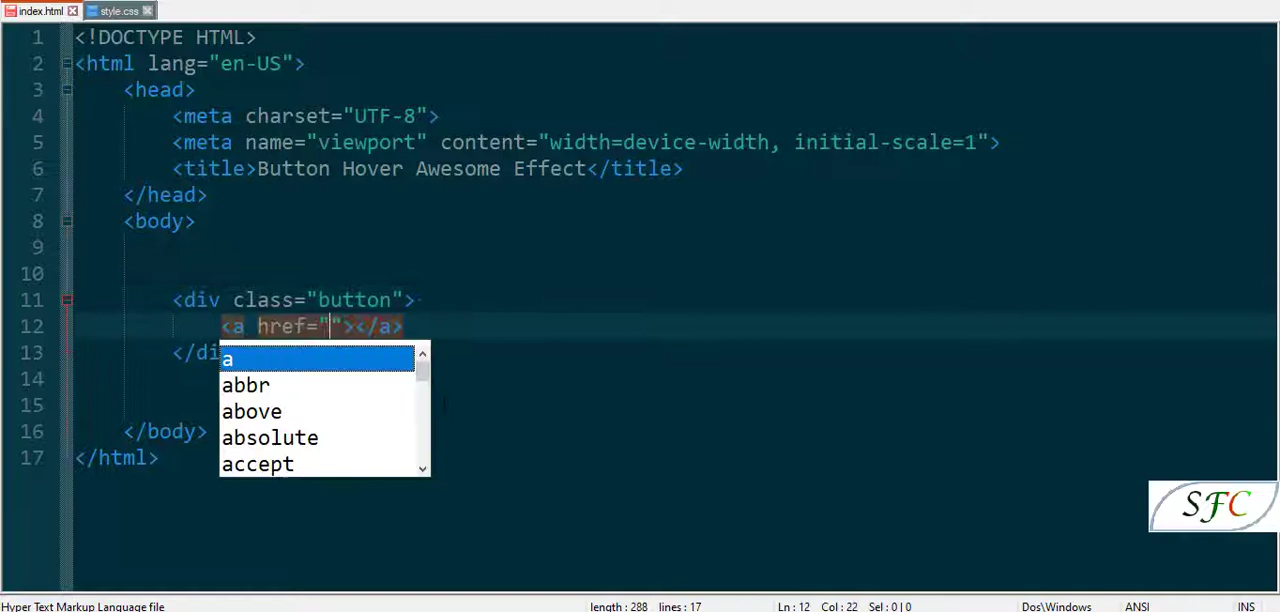 index.html
style.css
1 <!DOCTYPE HTML>
2 <html lang="en-US">
3 <head>
4 <meta charset="UTF-8">
5 <meta name="viewport" content="width=device-width, initial-scale=1">
6 <title>Button Hover Awesome Effect</title>
7 </head>
8 <body>
9
10
11 <div class="button">
12 <a href=""></a>
13 </di
14
15
16 </body>
17 </html>
a
abbr
above
absolute
accept
SFC
Hyper Text Markup Language file length : 288 lines : 17 Ln : 12 Col : 22 Sel : 0 | 0 Dos\Windows ANSI INS